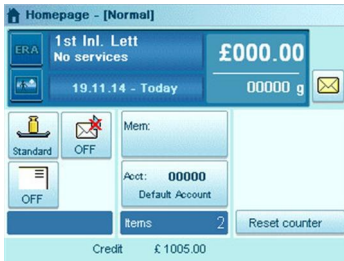 Homepage - [Normal]
ERA
1st Inl. Lett
No services
£000.00
19.11.14 - Today
00000 g
Standard
OFF
Mem:
OFF
Acct: 00000
Default Account
Items 2
Reset counter
Credit £ 1005.00